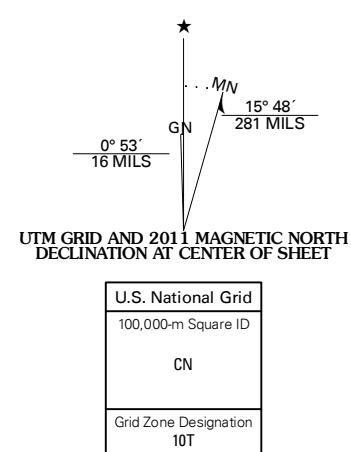 ★
MN
GN
15° 48´
281 MILS
0° 53´
16 MILS
UTM GRID AND 2011 MAGNETIC NORTH
DECLINATION AT CENTER OF SHEET
U.S. National Grid
100,000-m Square ID
CN
Grid Zone Designation
10T